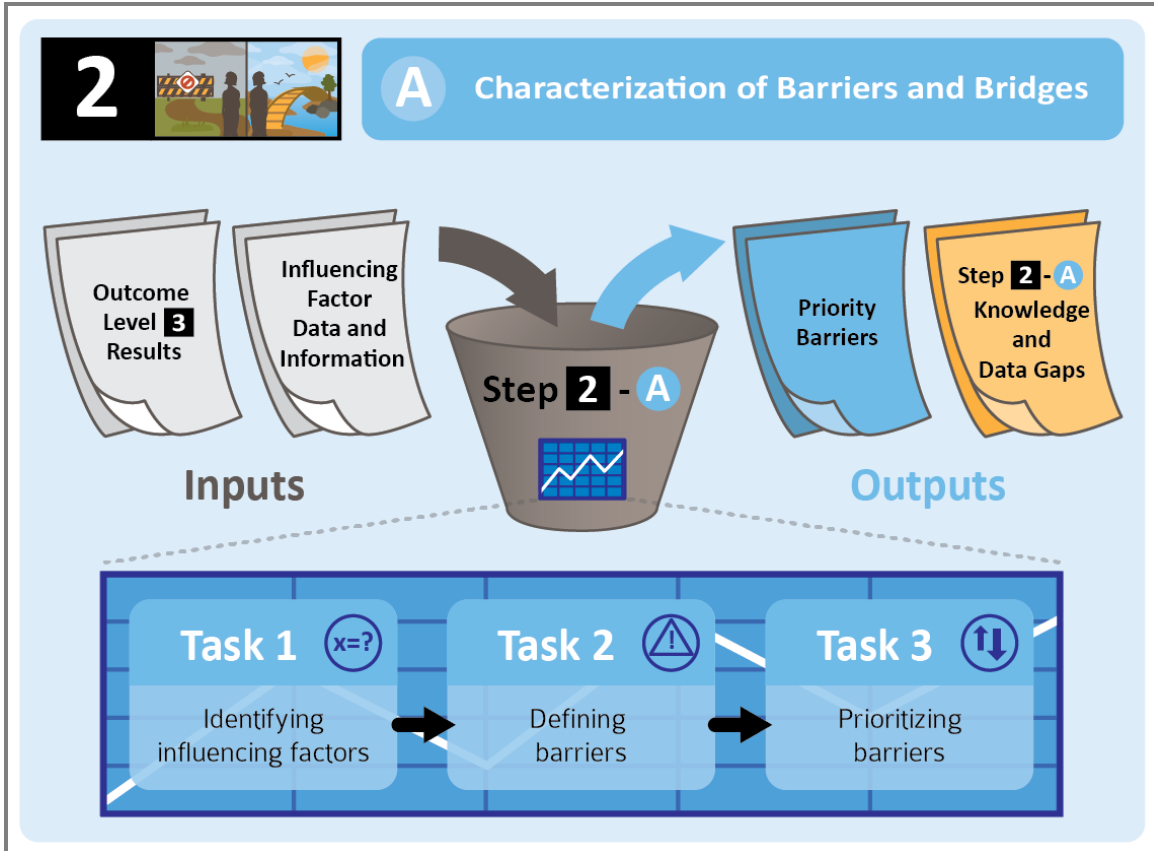 2
A Characterization of Barriers and Bridges
Outcome
Level 3
Results
Influencing
Factor
Data and
Information
Step 2 - A
Priority
Barriers
Step 2 - A
Knowledge
and
Data Gaps
Inputs
Outputs
Task 1 x=?
Identifying
influencing factors
Task 2 !
Defining
barriers
Task 3
Prioritizing
barriers